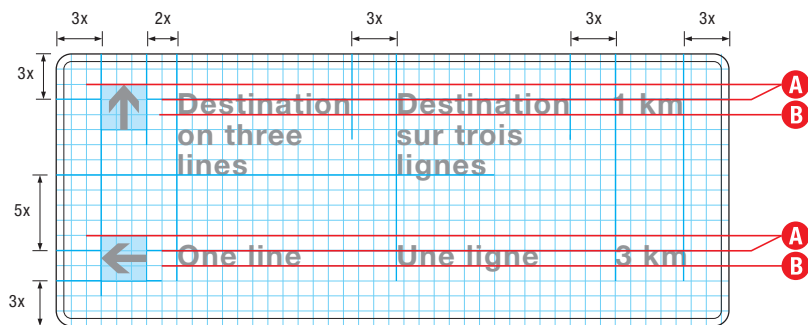 3x 2x 3x 3x 3x
3x
A
Destination Destination 1 km
B
on three sur trois
lines lignes
5x
A
One line Une ligne 3 km
B
3x